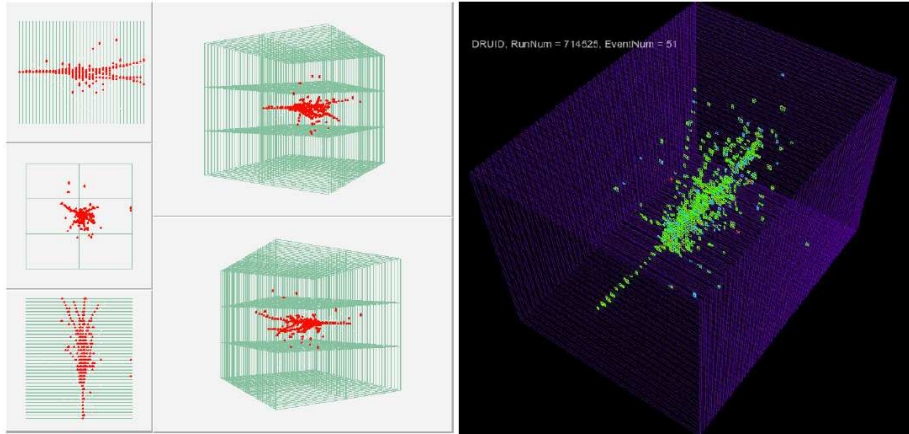 DRUID, RunNum = 714525, EventNum = 51